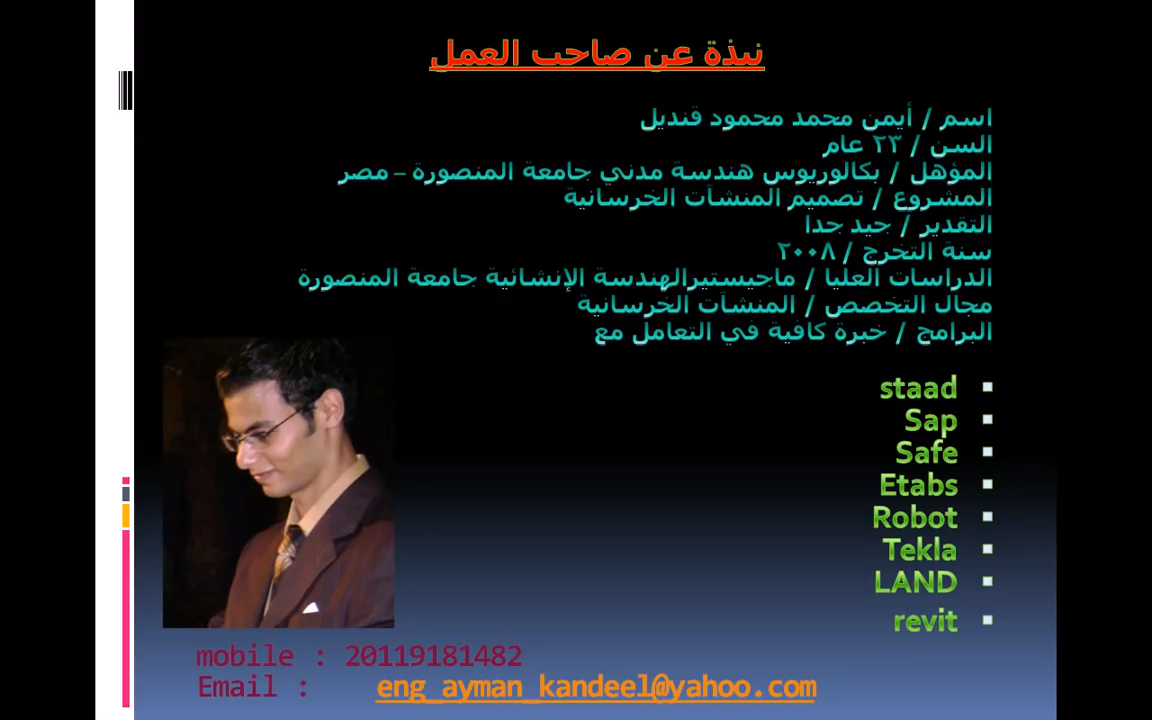 نبذة عن صاحب العمل
اسم / أيمن محمد محمود قنديل
السن / ٢٣ عام
المؤهل / بكالوريوس هندسة مدني جامعة المنصورة – مصر
المشروع / تصميم المنشآت الخرسانية
التقدير / جيد جدا
سنة التخرج / ٢٠٠٨
الدراسات العليا / ماجيستيرالهندسة الإنشائية جامعة المنصورة
مجال التخصص / المنشآت الخرسانية
البرامج / خبرة كافية في التعامل مع
staad
Sap
Safe
Etabs
Robot
Tekla
LAND
revit
mobile : 20119181482
Email : eng_ayman_kandeel@yahoo.com